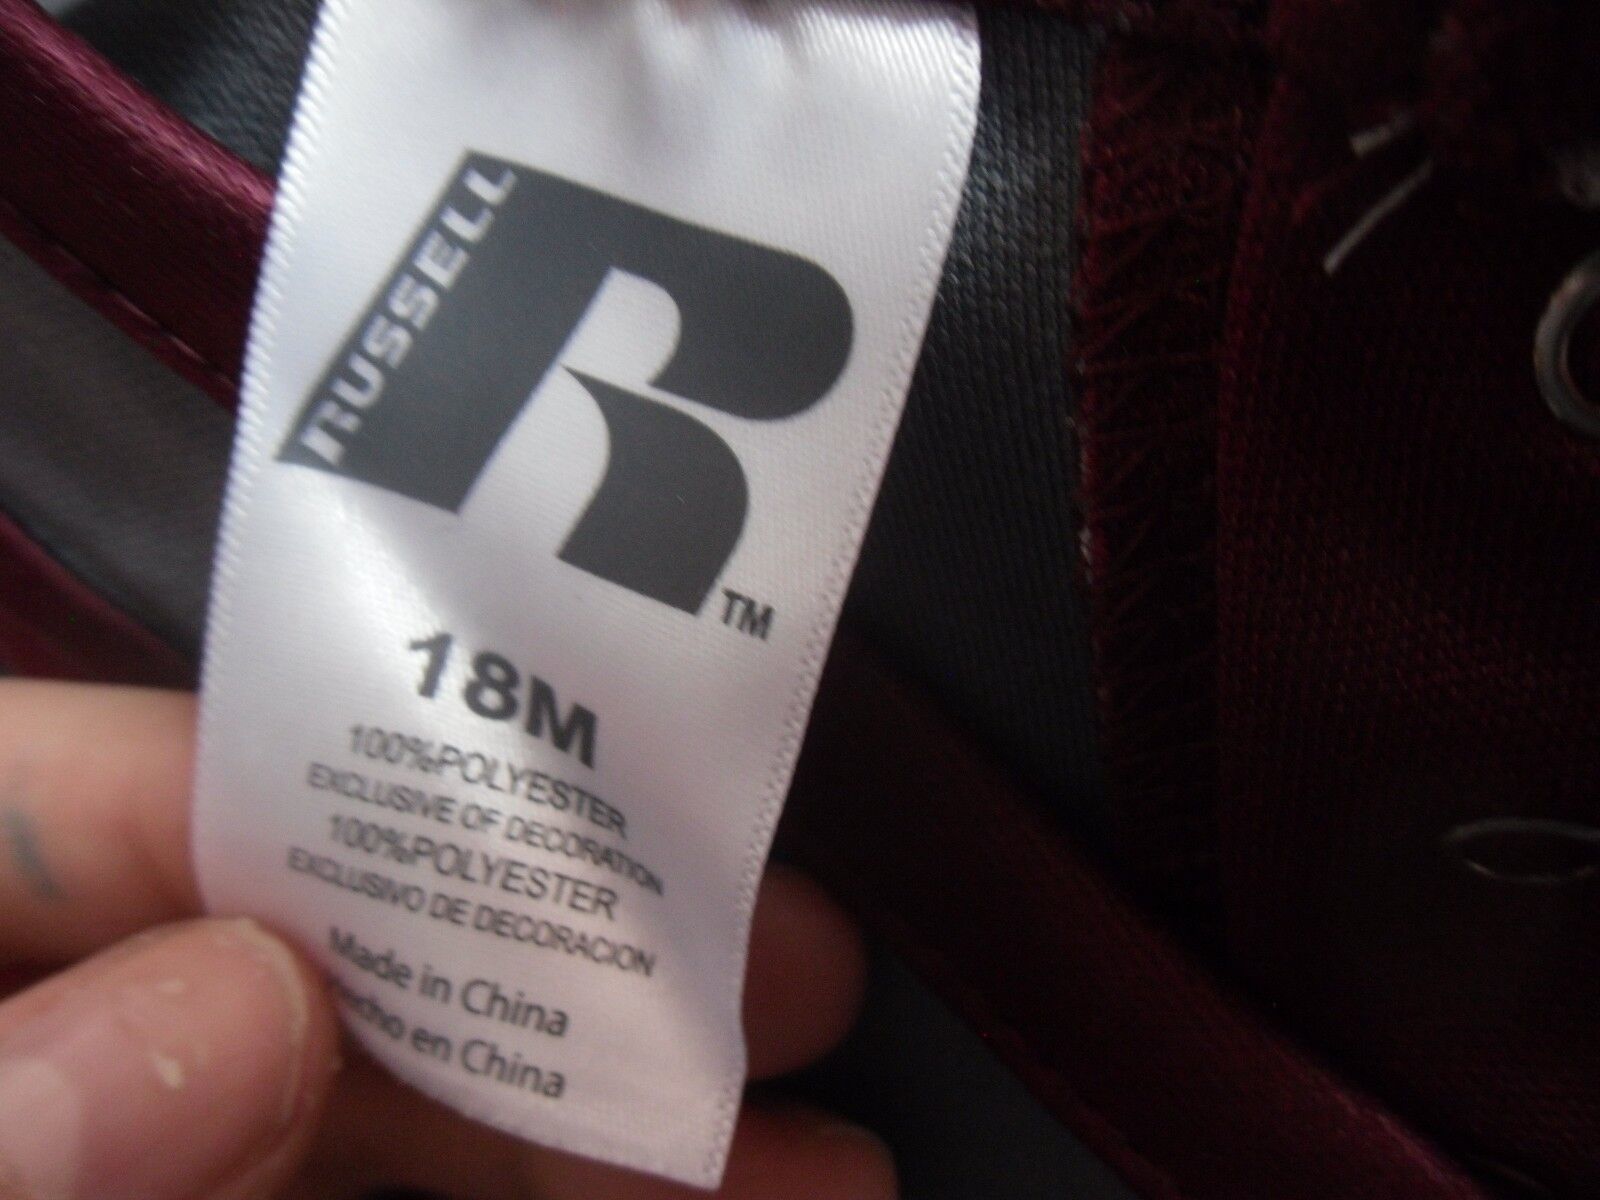 RUSSELL
R
TM
18M
100%POLYESTER
EXCLUSIVE OF DECORATION
100%POLYESTER
EXCLUSIVO DE DECORACION
Made in China
en China